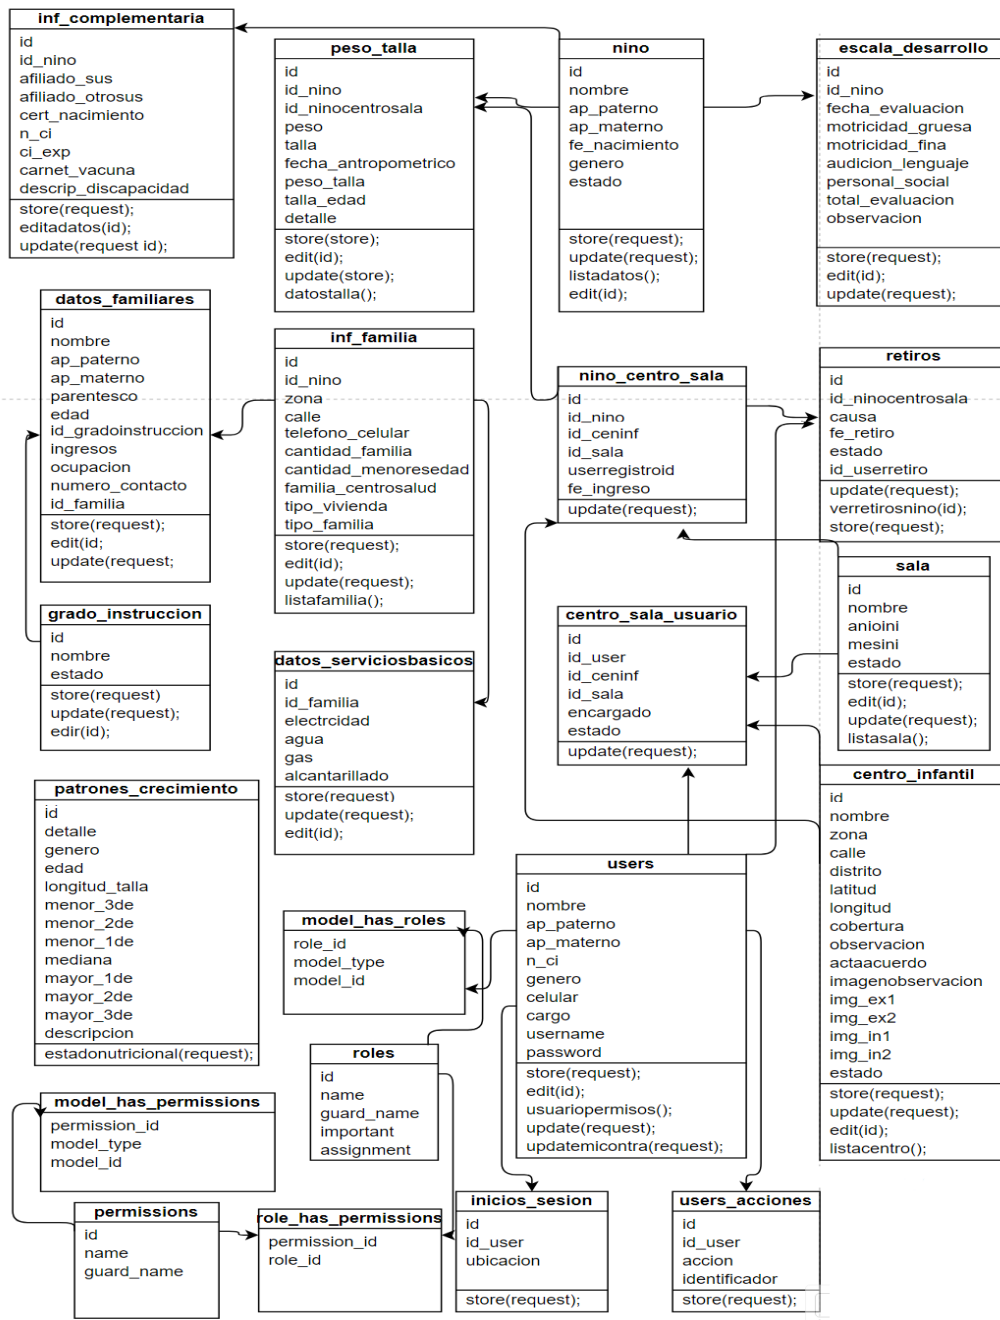 inf_complementaria
id
id_nino
afiliado_sus
afiliado_otrosus
cert_nacimiento
n_ci
ci_exp
carnet_vacuna
descrip_discapacidad
store(request);
editadatos(id);
update(request id);
peso_talla
id
id_nino
id_ninocentrosala
peso
talla
fecha_antropometrico
peso_talla
talla_edad
detalle
store(store);
edit(id);
update(store);
datostalla();
nino
id
nombre
ap_paterno
ap_materno
fe_nacimiento
genero
estado
store(request);
update(request);
listadatos();
edit(id);
escala_desarrollo
id
id_nino
fecha_evaluacion
motricidad_gruesa
motricidad_fina
audicion_lenguaje
personal_social
total_evaluacion
observacion
store(request);
edit(id);
update(request);
datos_familiares
id
nombre
ap_paterno
ap_materno
parentesco
edad
id_gradoinstruccion
ingresos
ocupacion
numero_contacto
id_familia
store(request);
edit(id;
update(request;
inf_familia
id
id_nino
zona
calle
telefono_celular
cantidad_familia
cantidad_menoresedad
familia_centrosalud
tipo_vivienda
tipo_familia
store(request);
edit(id);
update(request);
listafamilia();
nino_centro_sala
id
id_nino
id_ceninf
id_sala
userregistroid
fe_ingreso
update(request);
retiros
id
id_ninocentrosala
causa
fe_retiro
estado
id_userretiro
update(request);
verretirosnino(id);
store(request);
sala
id
nombre
anioini
mesini
estado
store(request);
edit(id);
update(request);
listasala();
grado_instruccion
id
nombre
estado
store(request)
update(request);
edir(id);
datos_serviciosbasicos
id
id_familia
electrcidad
agua
gas
alcantarillado
store(request)
update(request);
edit(id);
centro_sala_usuario
id
id_user
id_ceninf
id_sala
encargado
estado
update(request);
centro_infantil
id
nombre
zona
calle
distrito
latitud
longitud
cobertura
observacion
actaacuerdo
imagenobservacion
img_ex1
img_ex2
img_in1
img_in2
estado
store(request);
update(request);
edit(id);
listacentro();
patrones_crecimiento
id
detalle
genero
edad
longitud_talla
menor_3de
menor_2de
menor_1de
mediana
mayor_1de
mayor_2de
mayor_3de
descripcion
estadonutricional(request);
model_has_roles
role_id
model_type
model_id
users
id
nombre
ap_paterno
ap_materno
n_ci
genero
celular
cargo
username
password
store(request);
edit(id);
usuariopermisos();
update(request);
updatemicontra(request);
roles
id
name
guard_name
important
assignment
model_has_permissions
permission_id
model_type
model_id
permissions
id
name
guard_name
role_has_permissions
permission_id
role_id
inicios_sesion
id
id_user
ubicacion
store(request);
users_acciones
id
id_user
accion
identificador
store(request);